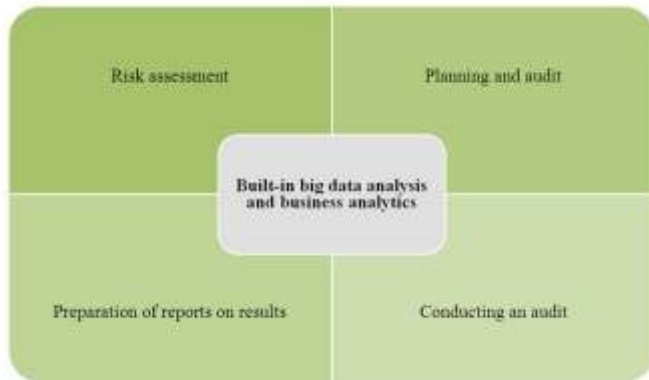 Risk assessment
Planning and audit
Built-in big data analysis
and business analytics
Preparation of reports on results
Conducting an audit